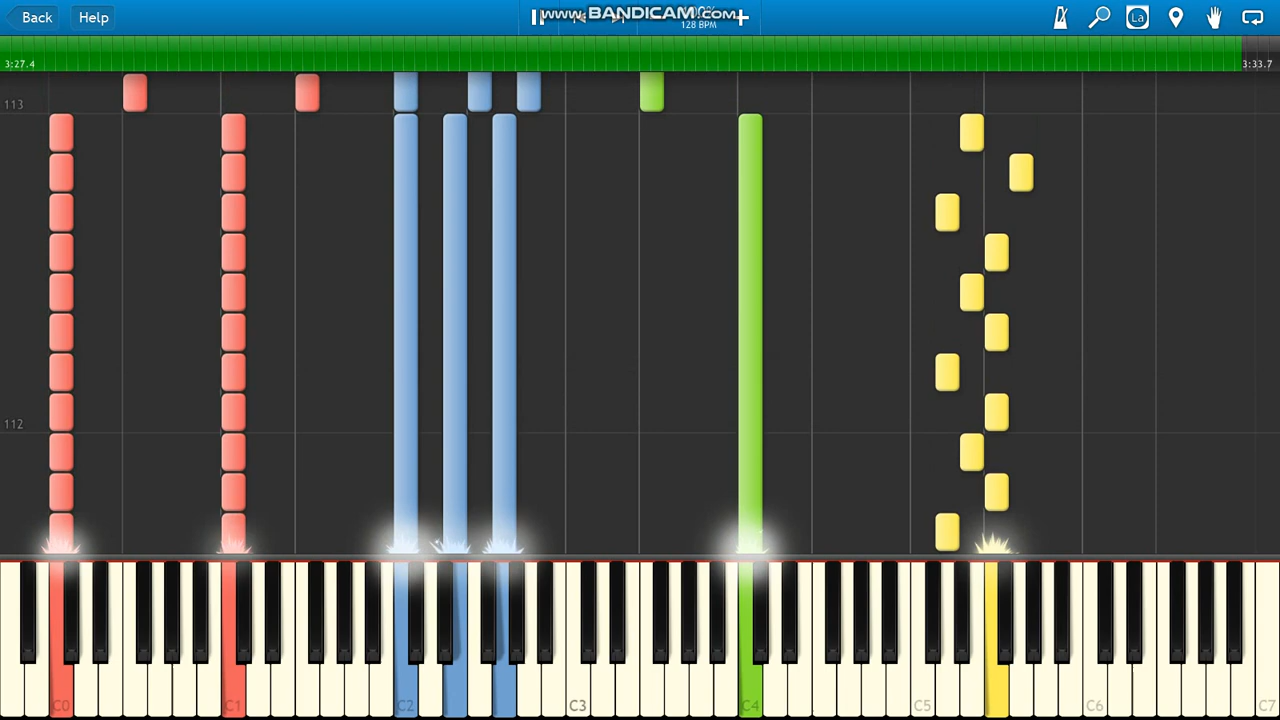 Back Help
www.BANDICAM.com
128 BPM
La
3:27.4
3:33.7
113
112
C0 C1 C2 C3 C4 C5 C6 C7